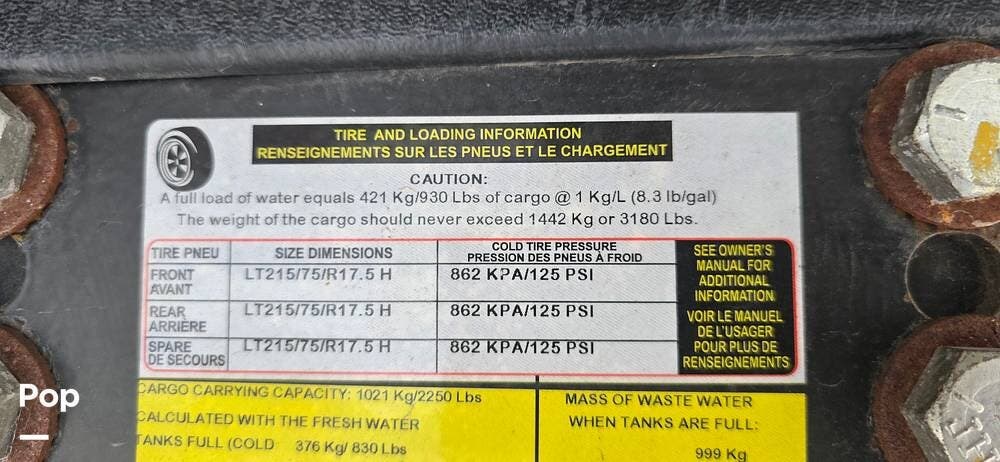 TIRE AND LOADING INFORMATION
RENSEIGNEMENTS SUR LES PNEUS ET LE CHARGEMENT
CAUTION:
A full load of water equals 421 Kg/930 Lbs of cargo @ 1 Kg/L (8.3 lb/gal)
The weight of the cargo should never exceed 1442 Kg or 3180 Lbs.
TIRE PNEU SIZE DIMENSIONS COLD TIRE PRESSURE
PRESSION DES PNEUS À FROID
FRONT LT215/75/R17.5 H 862 KPA/125 PSI
AVANT
REAR LT215/75/R17.5 H 862 KPA/125 PSI
ARRIÈRE
SPARE LT215/75/R17.5 H 862 KPA/125 PSI
DE SECOURS
SEE OWNER'S
MANUAL FOR
ADDITIONAL
INFORMATION
VOIR LE MANUEL
DE L'USAGER
POUR PLUS DE
RENSEIGNEMENTS
CARGO CARRYING CAPACITY: 1021 Kg/2250 Lbs
CALCULATED WITH THE FRESH WATER
TANKS FULL (COLD 376 Kg/ 830 Lbs
MASS OF WASTE WATER
WHEN TANKS ARE FULL:
999 Kg
Pop